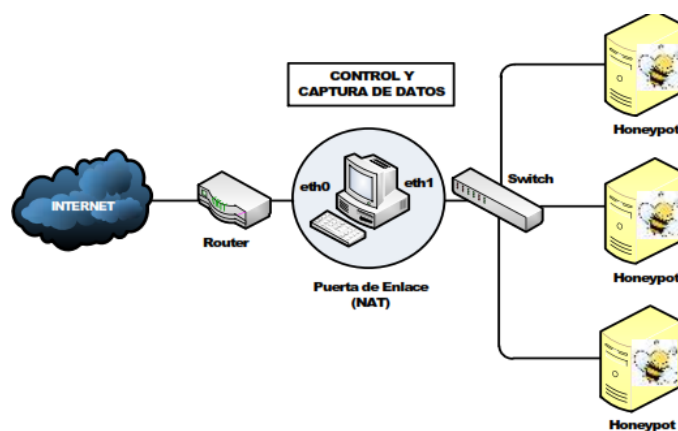 CONTROL Y
CAPTURA DE DATOS
Honeypot
INTERNET
eth0
eth1
Switch
Router
Honeypot
Puerta de Enlace
(NAT)
Honeypot